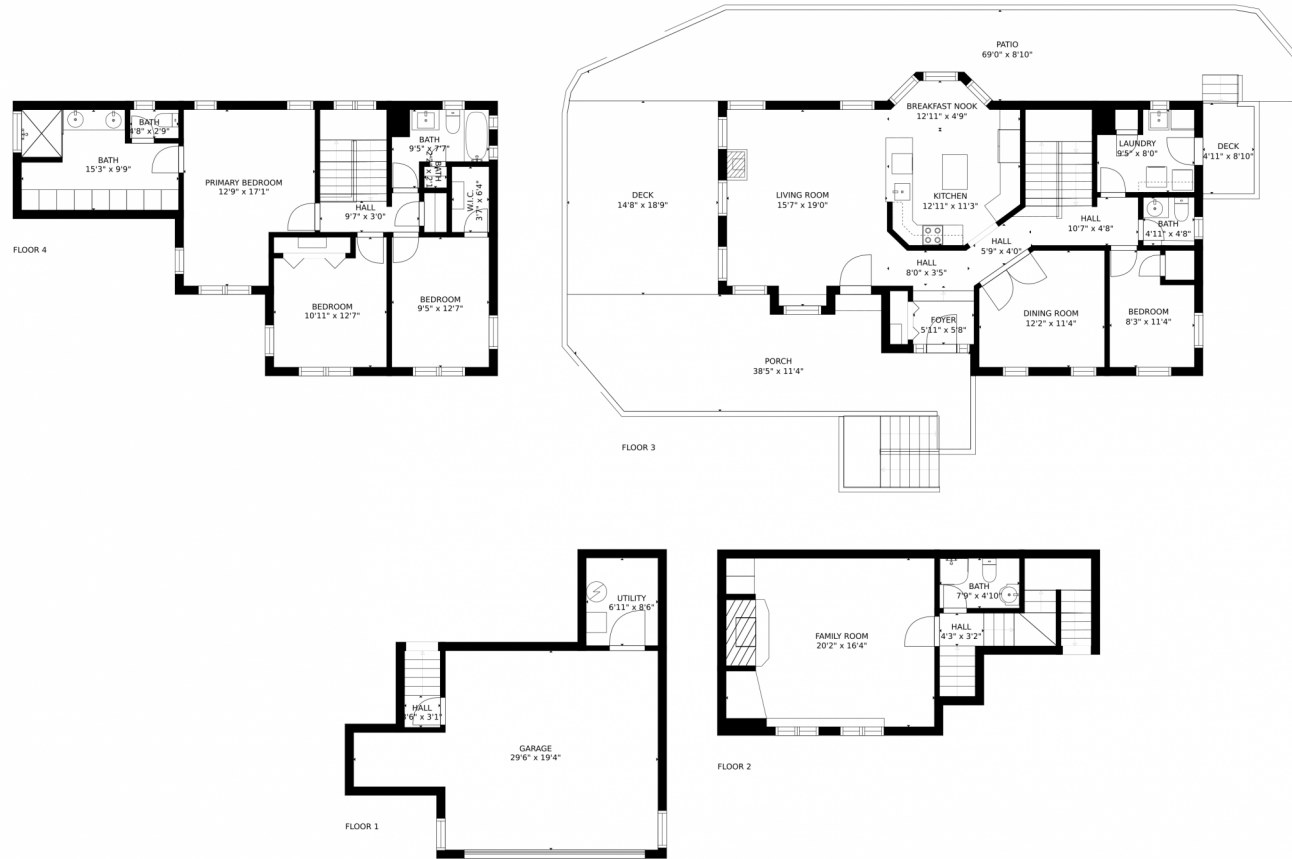 PATIO
69'0" x 8'10"
BREAKFAST NOOK
12'11" x 4'9"
BATH
4'8" x 2'9"
BATH
9'5" x 7'7"
BATH
15'3" x 9'9"
LAUNDRY
9'5" x 8'0"
DECK
4'11" x 8'10"
BATH
PRIMARY BEDROOM
12'9" x 17'1"
W.I.C.
3'7" x 6'4"
DECK
14'8" x 18'9"
LIVING ROOM
15'7" x 19'0"
KITCHEN
12'11" x 11'3"
HALL
9'7" x 3'0"
HALL
10'7" x 4'8"
BATH
4'11" x 4'8"
HALL
5'9" x 4'0"
FLOOR 4
HALL
8'0" x 3'5"
BEDROOM
10'11" x 12'7"
BEDROOM
9'5" x 12'7"
FOYER
5'11" x 5'8"
DINING ROOM
12'2" x 11'4"
BEDROOM
8'3" x 11'4"
PORCH
38'5" x 11'4"
FLOOR 3
UTILITY
6'11" x 8'6"
BATH
7'9" x 4'10"
HALL
4'3" x 3'2"
FAMILY ROOM
20'2" x 16'4"
HALL
x 3'1"
GARAGE
29'6" x 19'4"
FLOOR 2
FLOOR 1